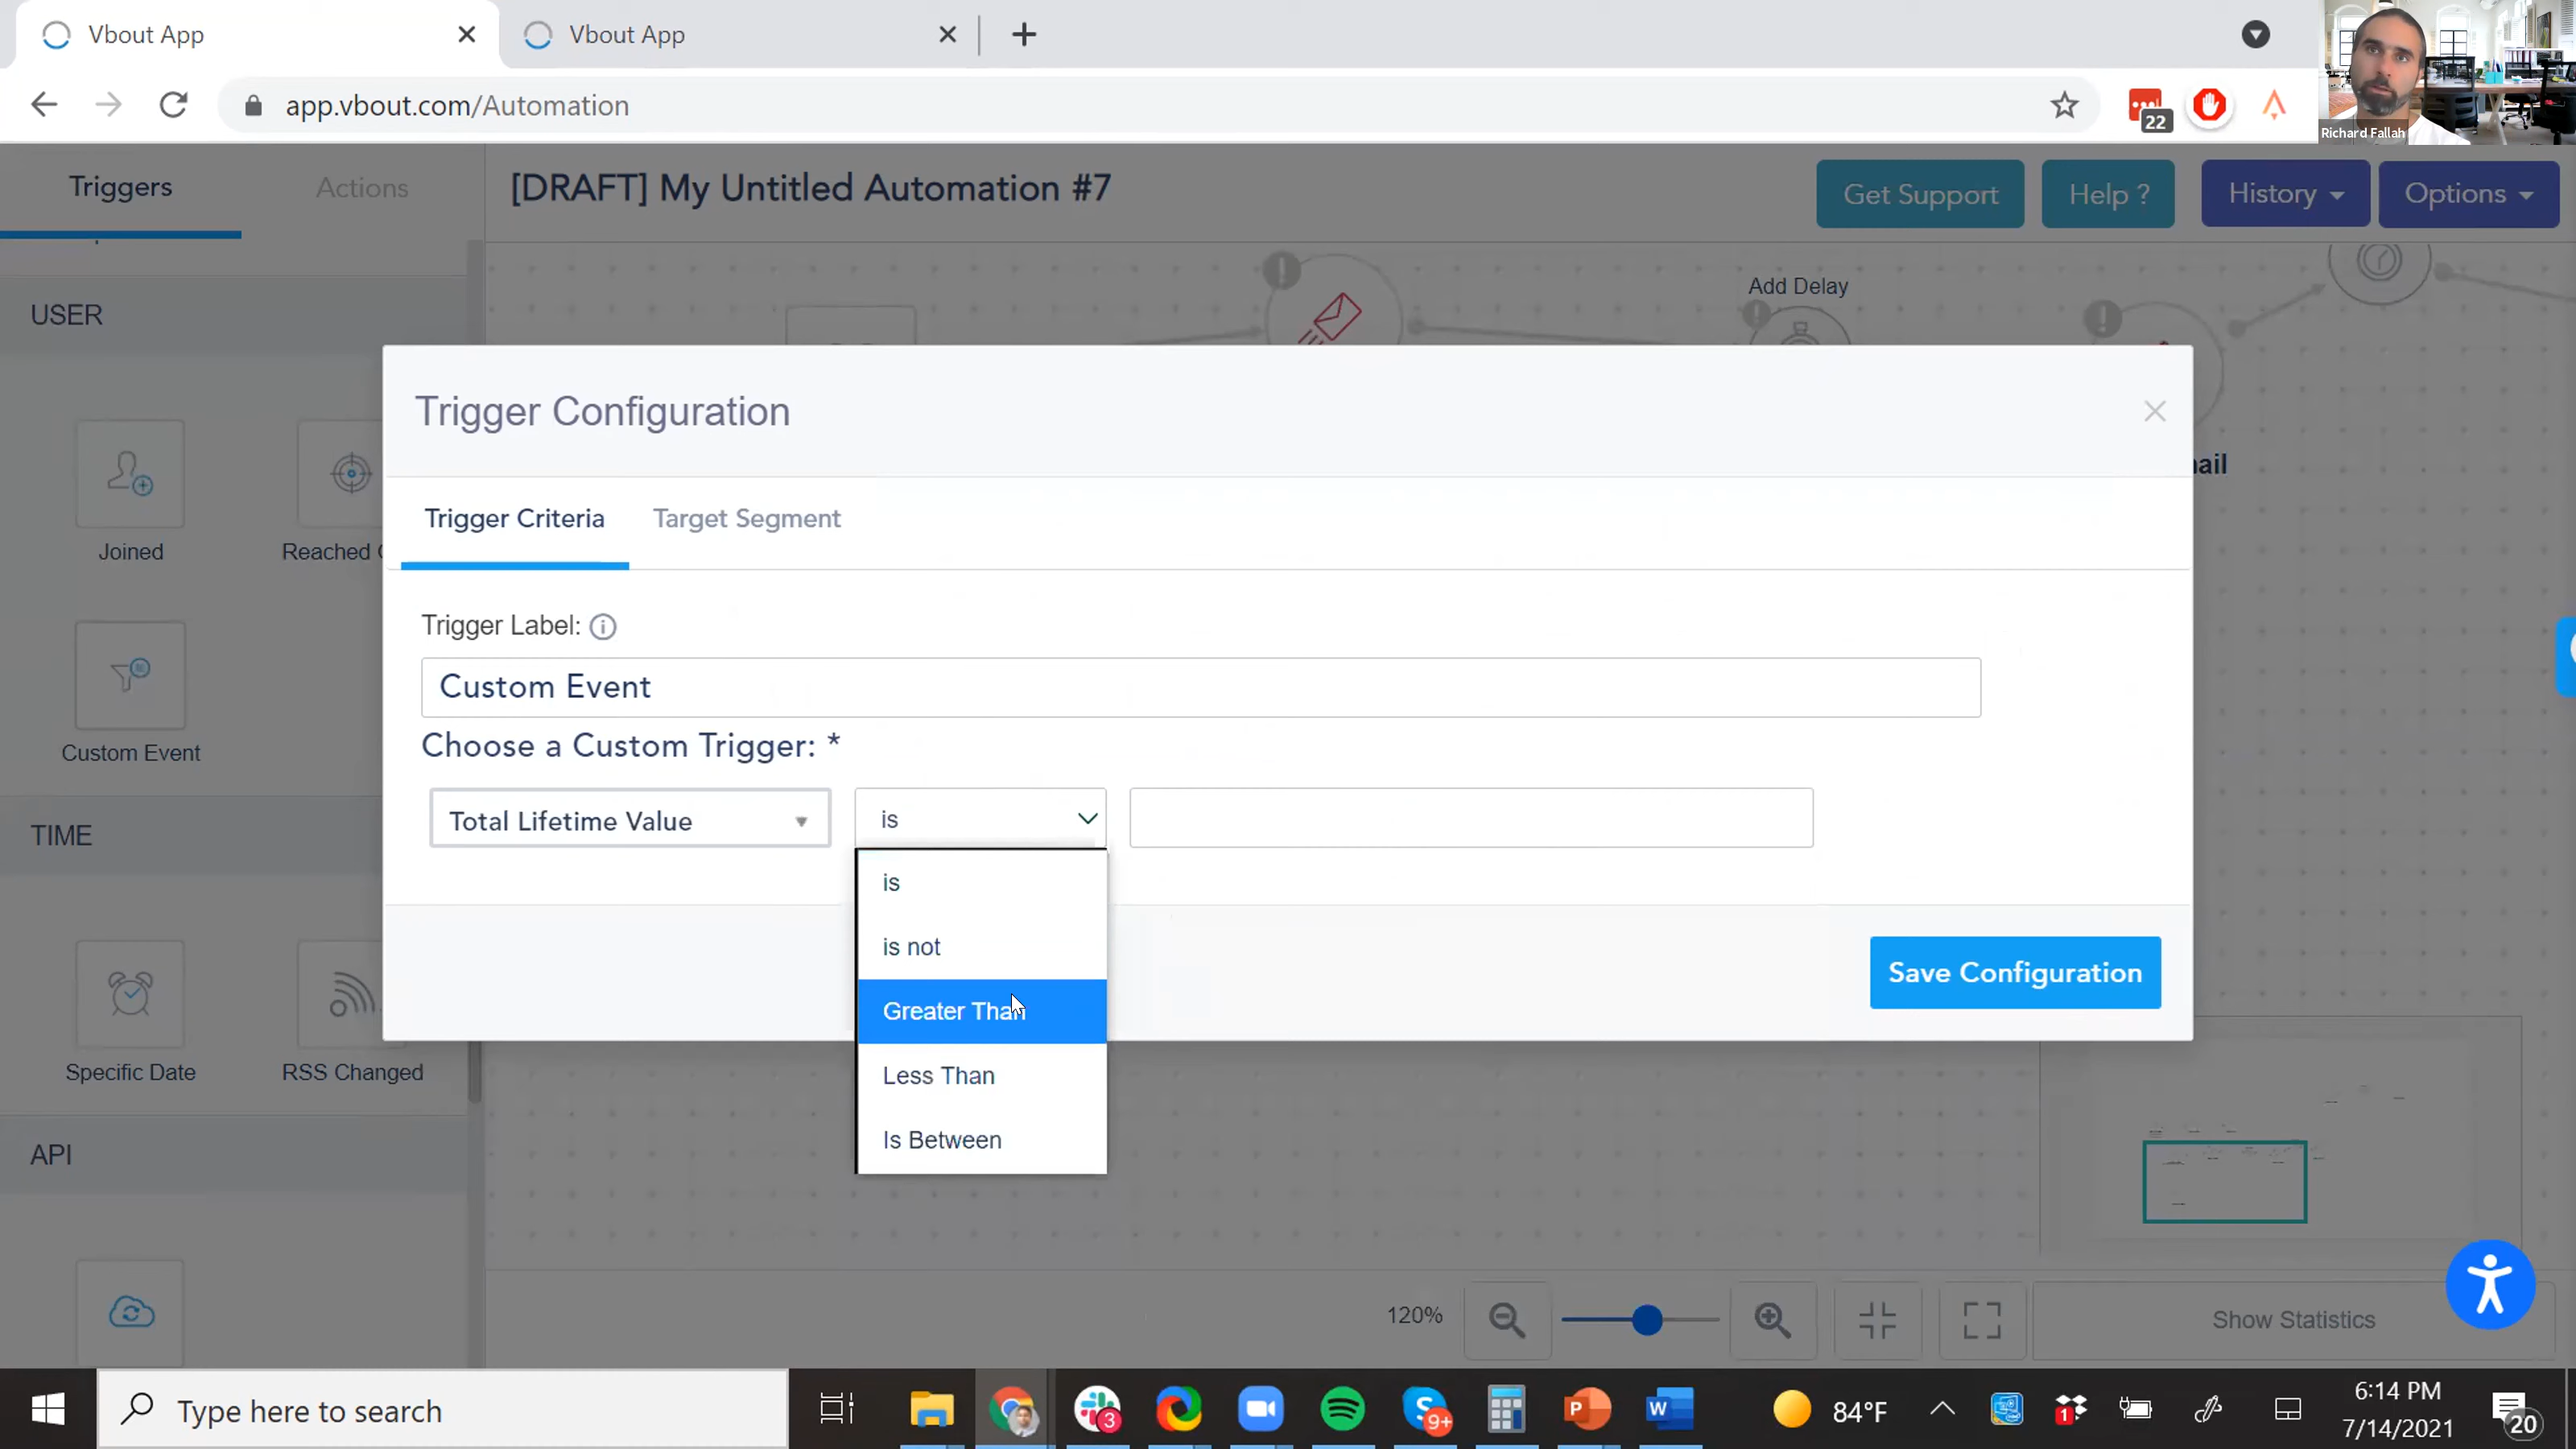 Vbout App
Vbout App
app.vbout.com/Automation
22
Richard Fallah
Triggers
Actions
[DRAFT] My Untitled Automation #7
Get Support
Help ?
History
Options
USER
Add Delay
Joined
Reached
Custom Event
TIME
Specific Date
RSS Changed
API
Trigger Configuration
Trigger Criteria
Target Segment
Trigger Label:
Custom Event
Choose a Custom Trigger: *
Total Lifetime Value
is
is
is not
Greater Than
Less Than
Is Between
Save Configuration
120%
Show Statistics
Type here to search
3
9+
84°F
1
6:14 PM
7/14/2021
20